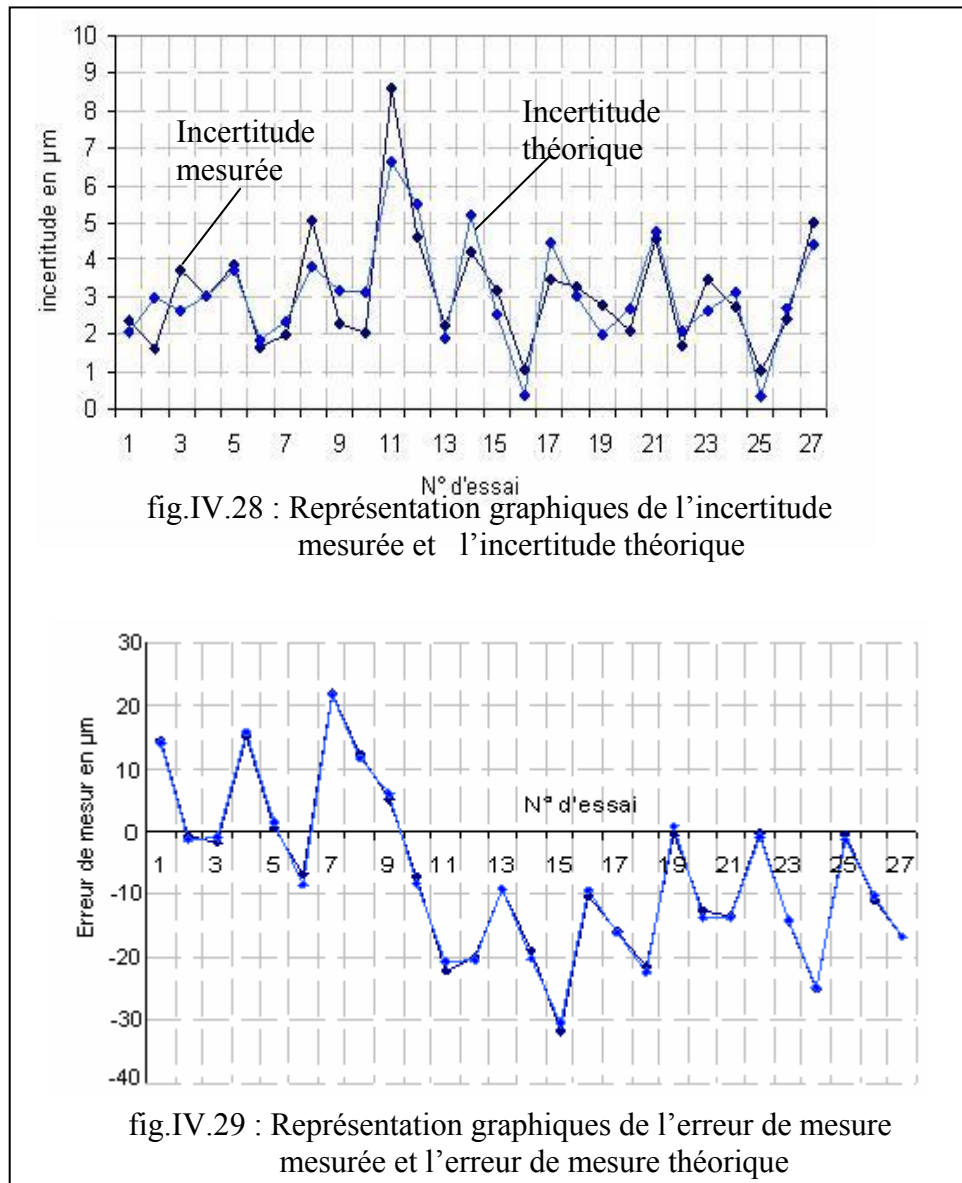 10
9
8
7
6
5
4
3
2
1
0
incertitude en µm
Incertitude
mesurée
Incertitude
théorique
1 3 5 7 9 11 13 15 17 19 21 23 25 27
N° d'essai
fig.IV.28 : Représentation graphiques de l’incertitude
mesurée et l’incertitude théorique
30
20
10
0
-10
-20
-30
-40
Erreur de mesur en µm
N° d'essai
1 3 5 7 9 11 13 15 17 19 21 23 25 27
fig.IV.29 : Représentation graphiques de l’erreur de mesure
mesurée et l’erreur de mesure théorique